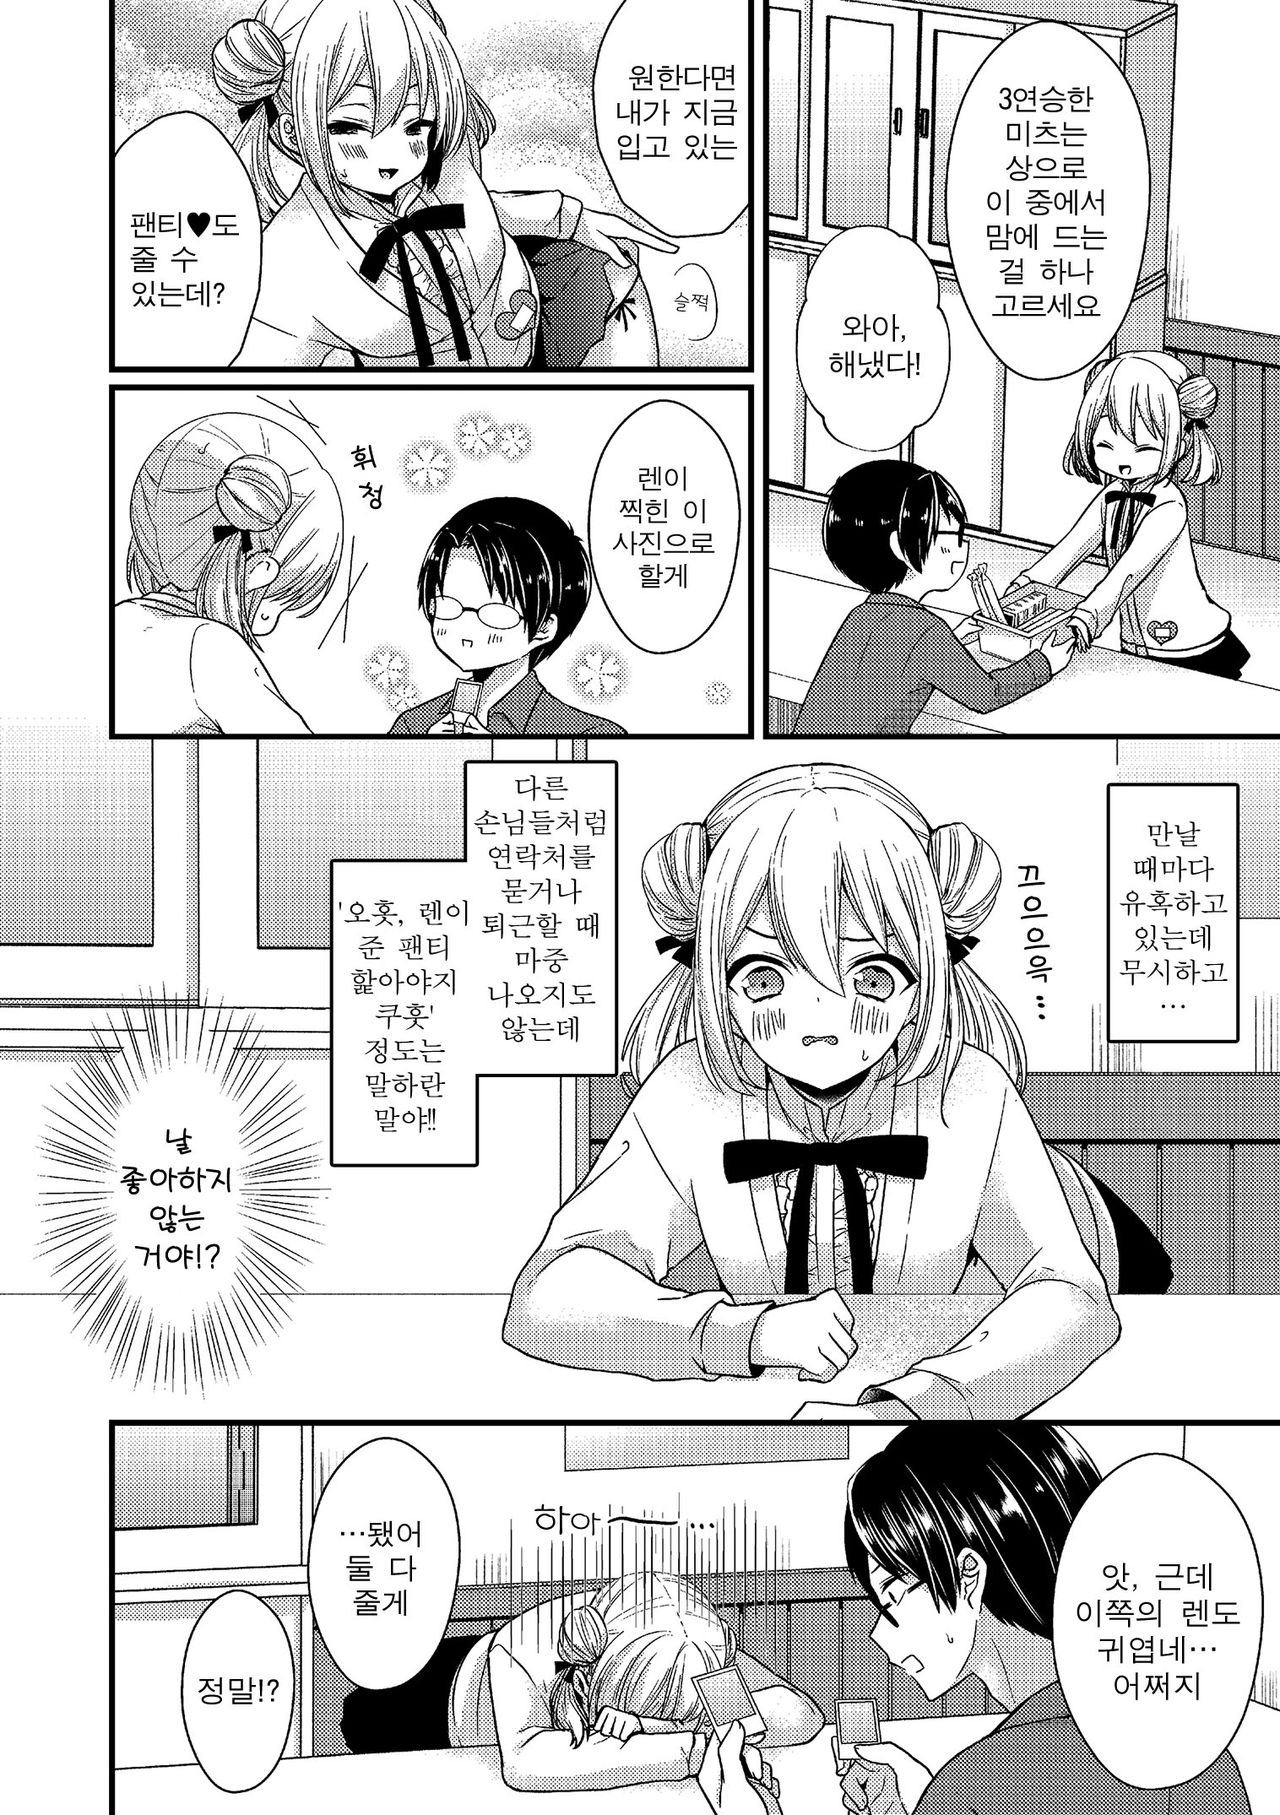 3연승한
미츠는
상으로
이 중에서
맘에 드는
걸 하나
고르세요
와아,
해냈다!
원한다면
내가 지금
입고 있는
슬쩍
팬티♥도
줄 수
있는데?
렌이
찍힌 이
사진으로
할게
휘
청
만날
때마다
유혹하고
있는데
무시하고
…
끼이이익…
다른
손님들처럼
연락처를
묻거나
퇴근할 때
마중
나오지도
않는데
'오홋, 렌이
준 팬티
핥아야지
쿠훗'
정도는
말하란
말야!!
날
좋아하지
않는
거야!?
앗, 근데
이쪽의 렌도
귀엽네…
어쩌지
하아~…
…됐어
둘 다
줄게
정말!?